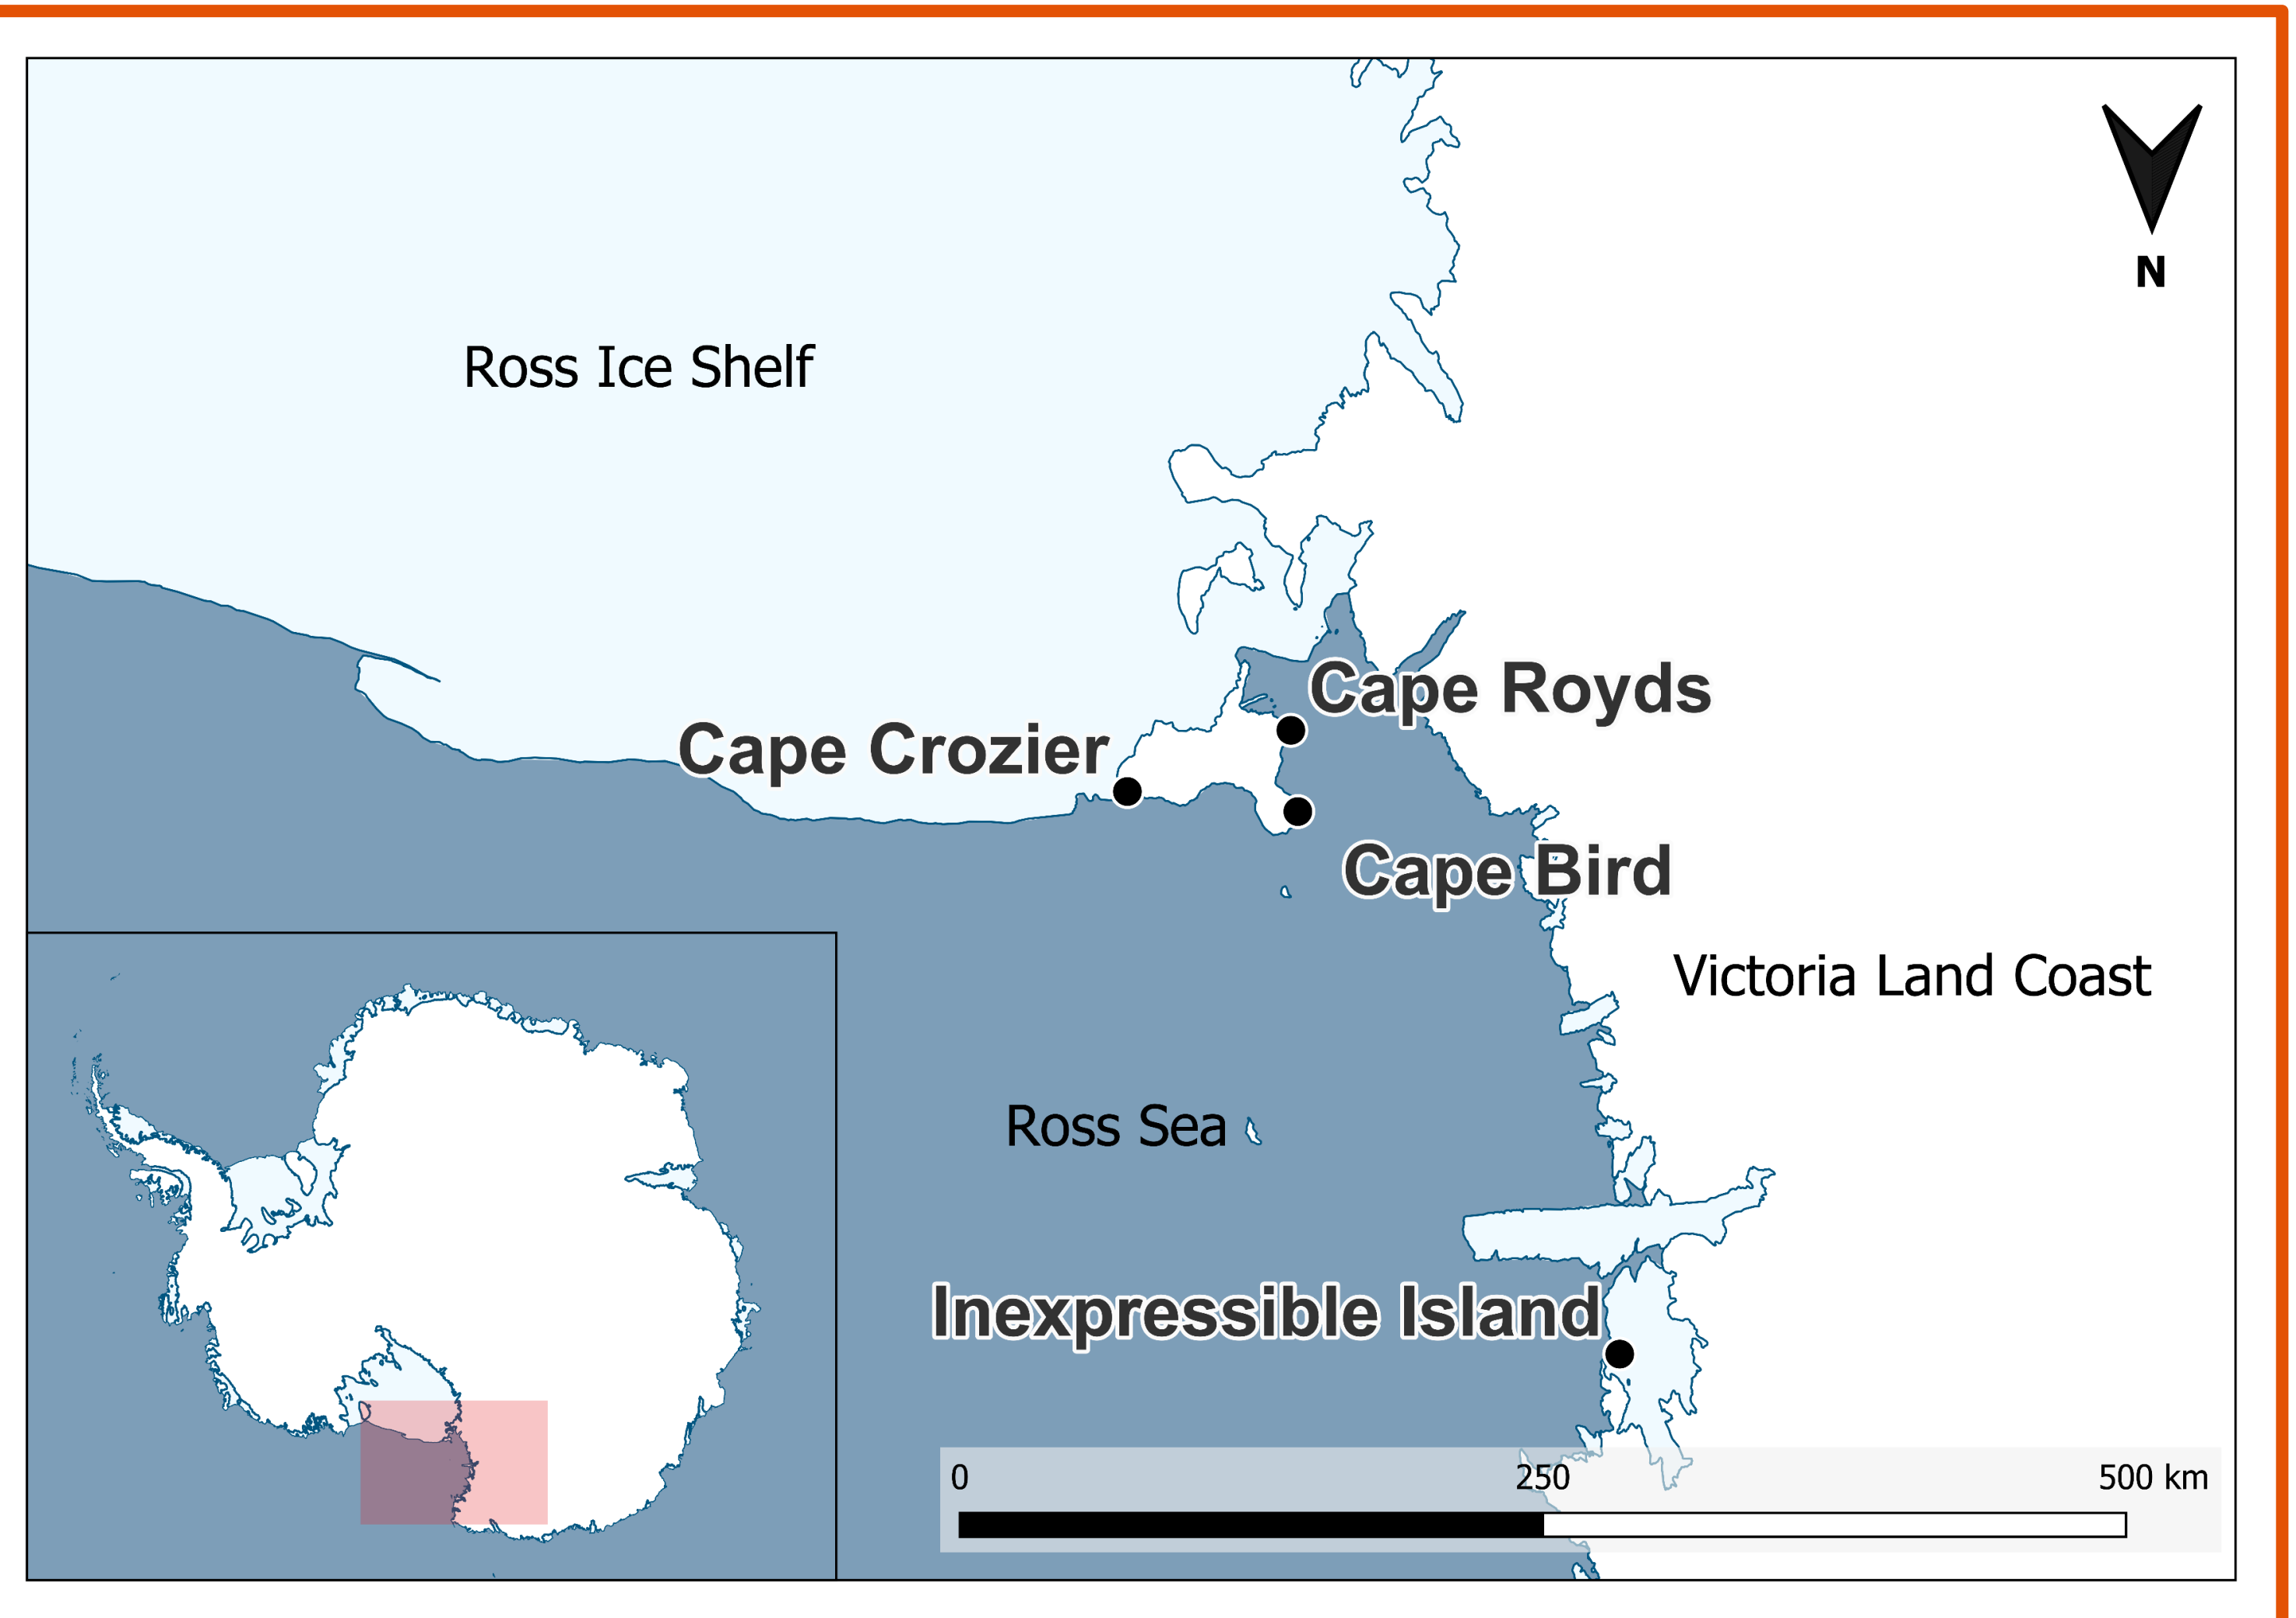 N
Ross Ice Shelf
Cape Royds
Cape Crozier
Cape Bird
Victoria Land Coast
Ross Sea
Inexpressible Island
0 250 500 km